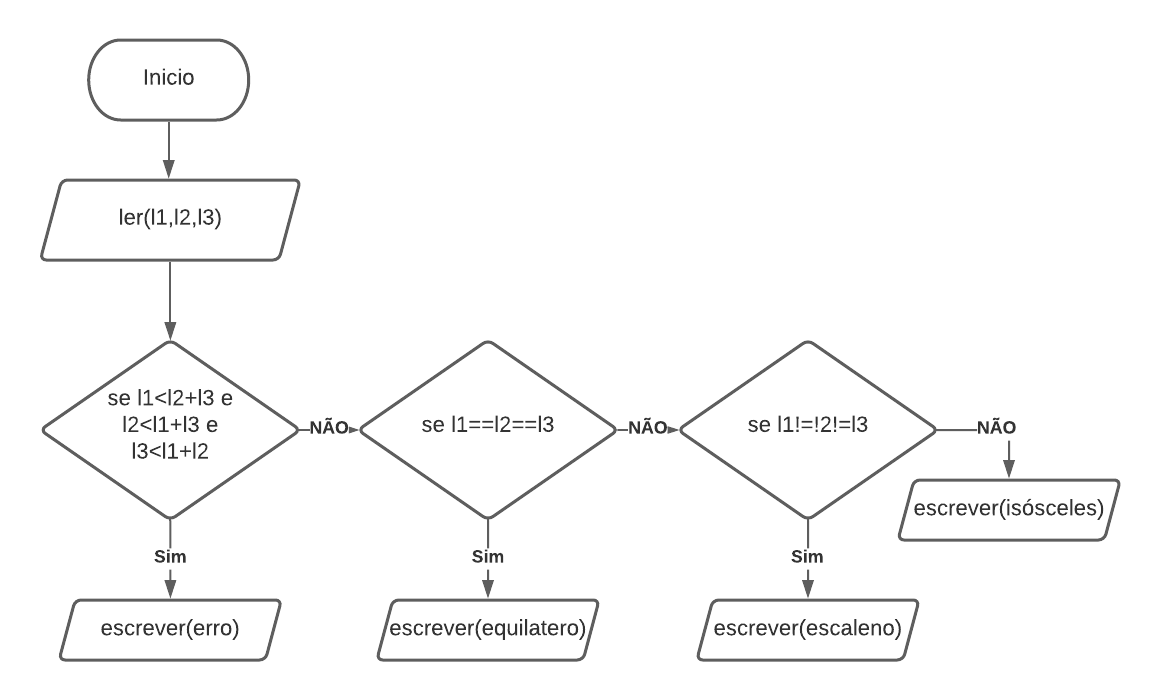 Inicio
ler(l1,l2,l3)
se l1<l2+l3 e
l2<l1+l3 e
l3<l1+l2
NÃO
se l1==l2==l3
NÃO
se l1!=!2!=l3
NÃO
escrever(isósceles)
Sim
Sim
Sim
escrever(erro)
escrever(equilatero)
escrever(escaleno)